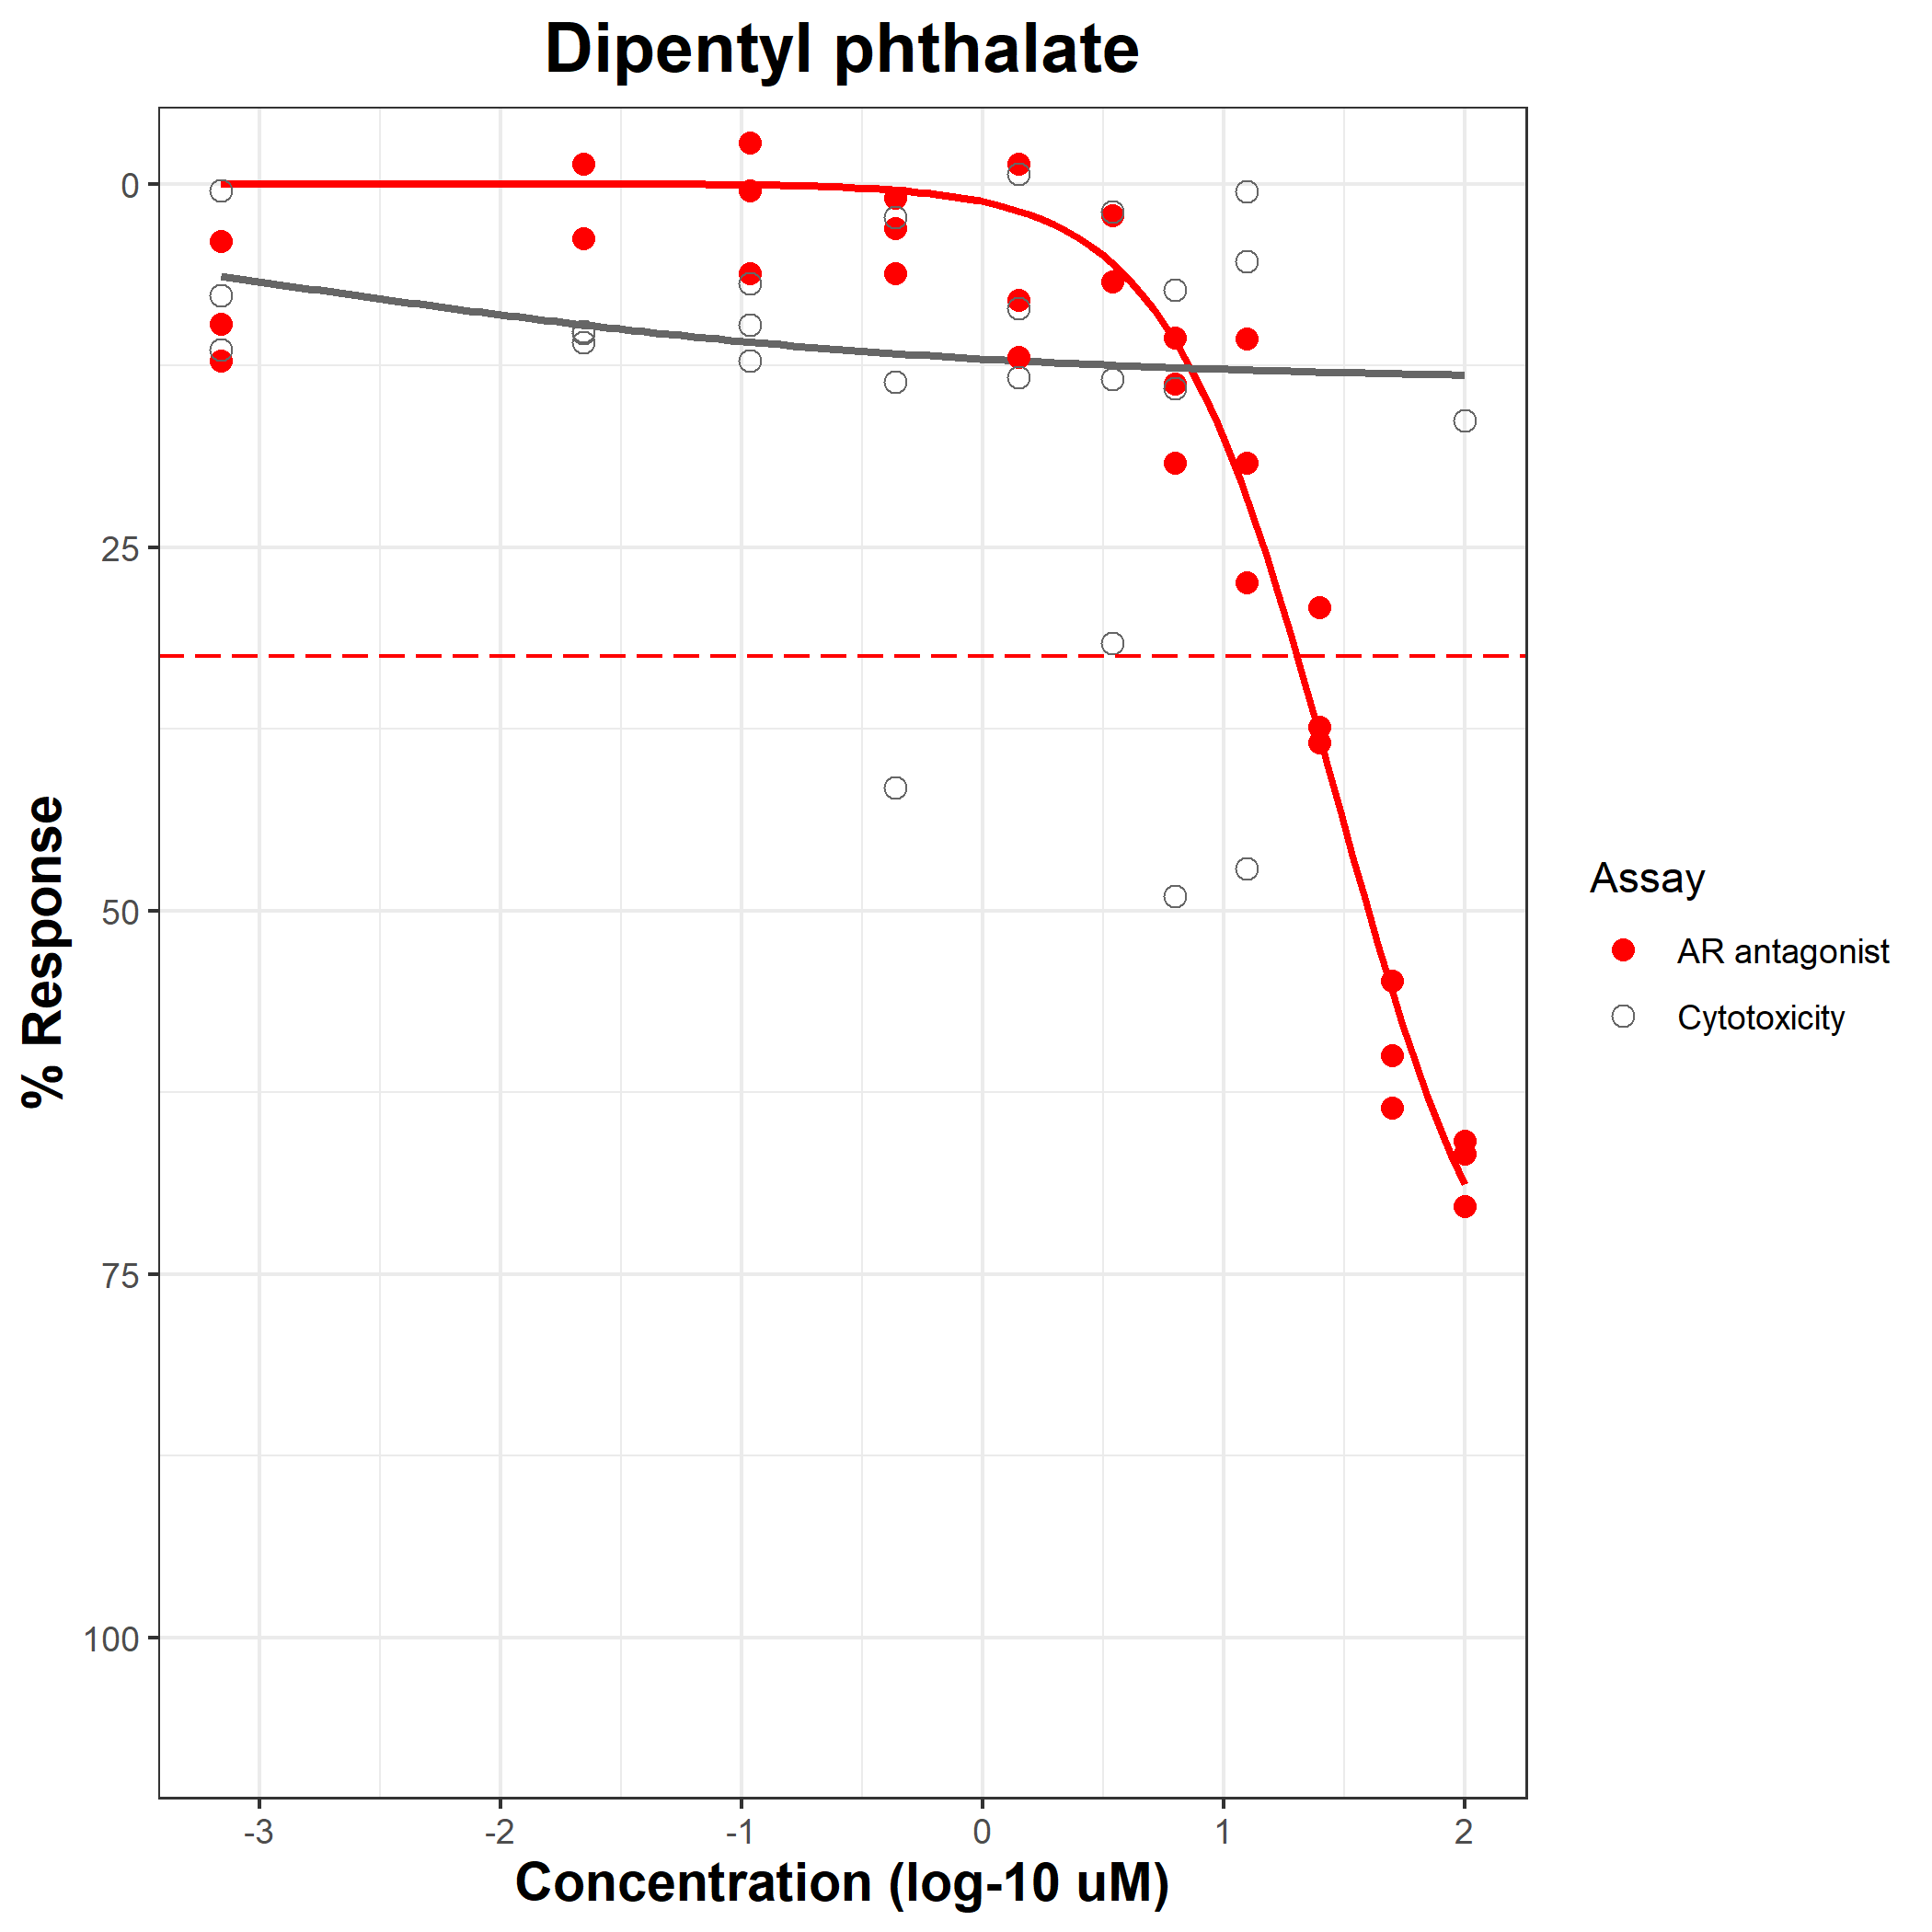 Dipentyl phthalate
% Response
0
25
50
75
100
-3
-2
-1
0
1
2
Concentration (log-10 uM)
Assay
AR antagonist
Cytotoxicity